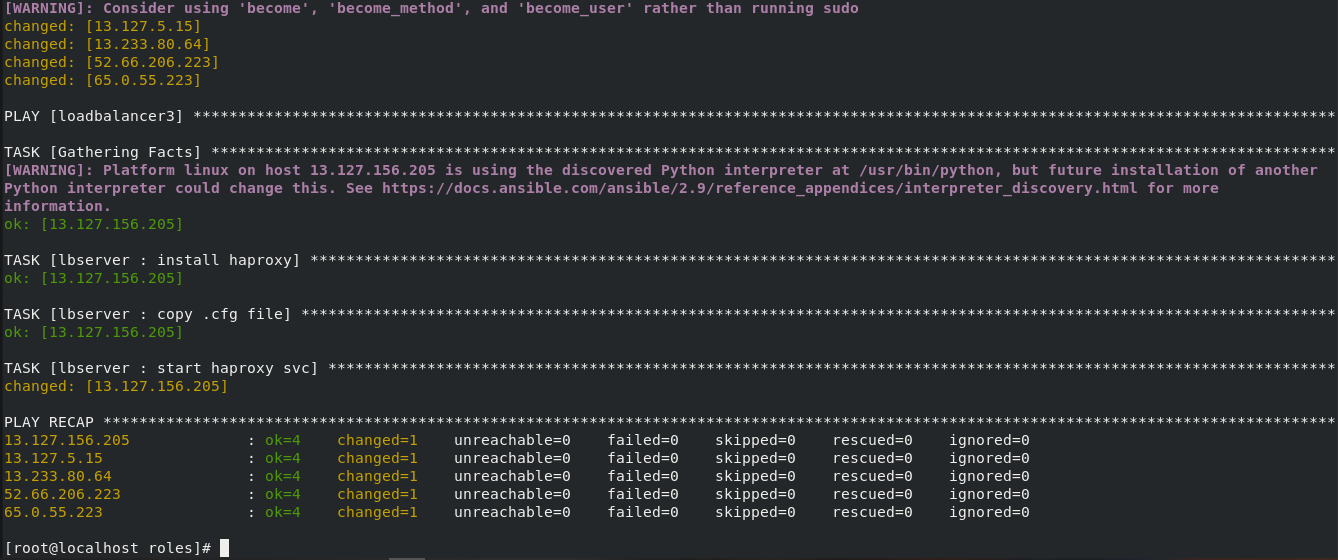 [WARNING]: Consider using 'become', 'become_method', and 'become_user' rather than running sudo
changed: [13.127.5.15]
changed: [13.233.80.64]
changed: [52.66.206.223]
changed: [65.0.55.223]
PLAY [loadbalancer3] *******************************************************************************************************************************
TASK [Gathering Facts] *****************************************************************************************************************************
[WARNING]: Platform linux on host 13.127.156.205 is using the discovered Python interpreter at /usr/bin/python, but future installation of another
Python interpreter could change this. See https://docs.ansible.com/ansible/2.9/reference_appendices/interpreter_discovery.html for more
information.
ok: [13.127.156.205]
TASK [lbserver : install haproxy] ******************************************************************************************************************
ok: [13.127.156.205]
TASK [lbserver : copy .cfg file] *******************************************************************************************************************
ok: [13.127.156.205]
TASK [lbserver : start haproxy svc] ****************************************************************************************************************
changed: [13.127.156.205]
PLAY RECAP *****************************************************************************************************************************************
13.127.156.205             : ok=4    changed=1    unreachable=0    failed=0    skipped=0    rescued=0    ignored=0
13.127.5.15                : ok=4    changed=1    unreachable=0    failed=0    skipped=0    rescued=0    ignored=0
13.233.80.64               : ok=4    changed=1    unreachable=0    failed=0    skipped=0    rescued=0    ignored=0
52.66.206.223              : ok=4    changed=1    unreachable=0    failed=0    skipped=0    rescued=0    ignored=0
65.0.55.223                : ok=4    changed=1    unreachable=0    failed=0    skipped=0    rescued=0    ignored=0
[root@localhost roles]#